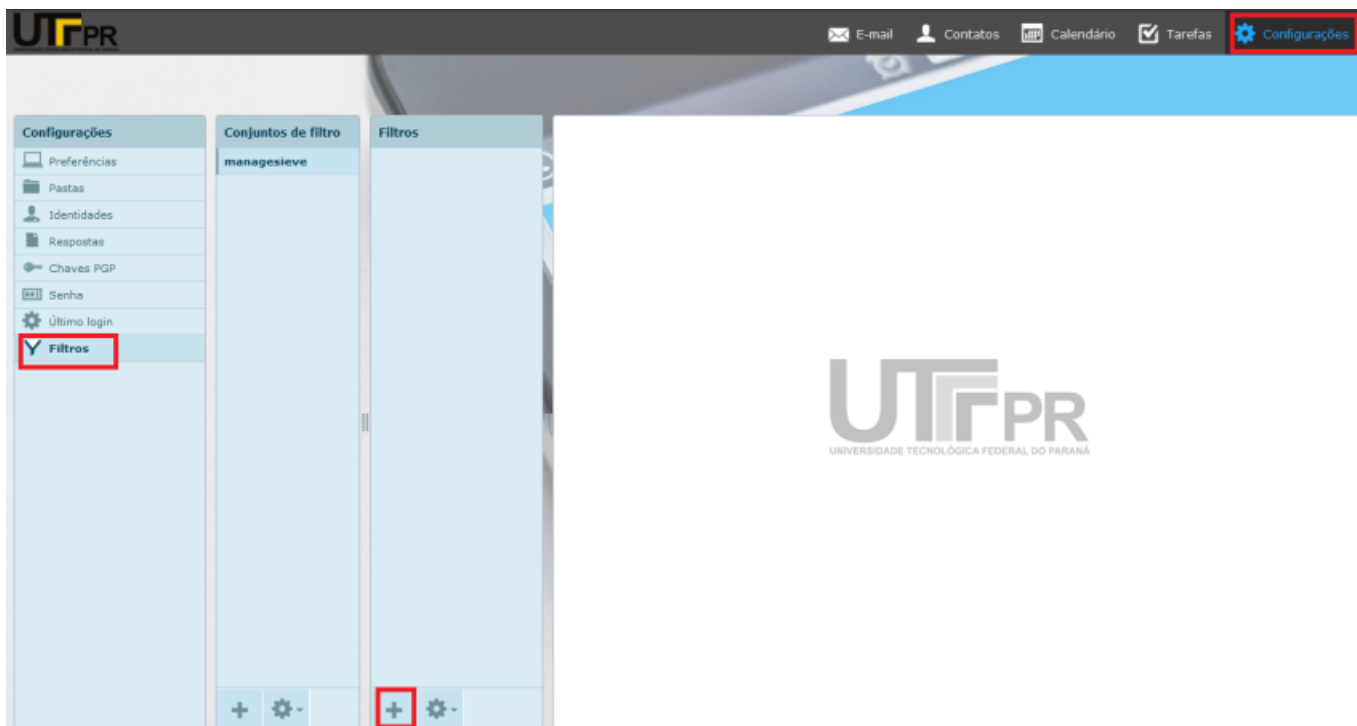 UTFPR
E-mail Contatos Calendário Tarefas Configurações
Configurações
Preferências
Pastas
Identidades
Respostas
Chaves PGP
Senha
Último login
Filtros
Conjuntos de filtro
managesieve
Filtros
UTFPR
UNIVERSIDADE TECNOLÓGICA FEDERAL DO PARANÁ